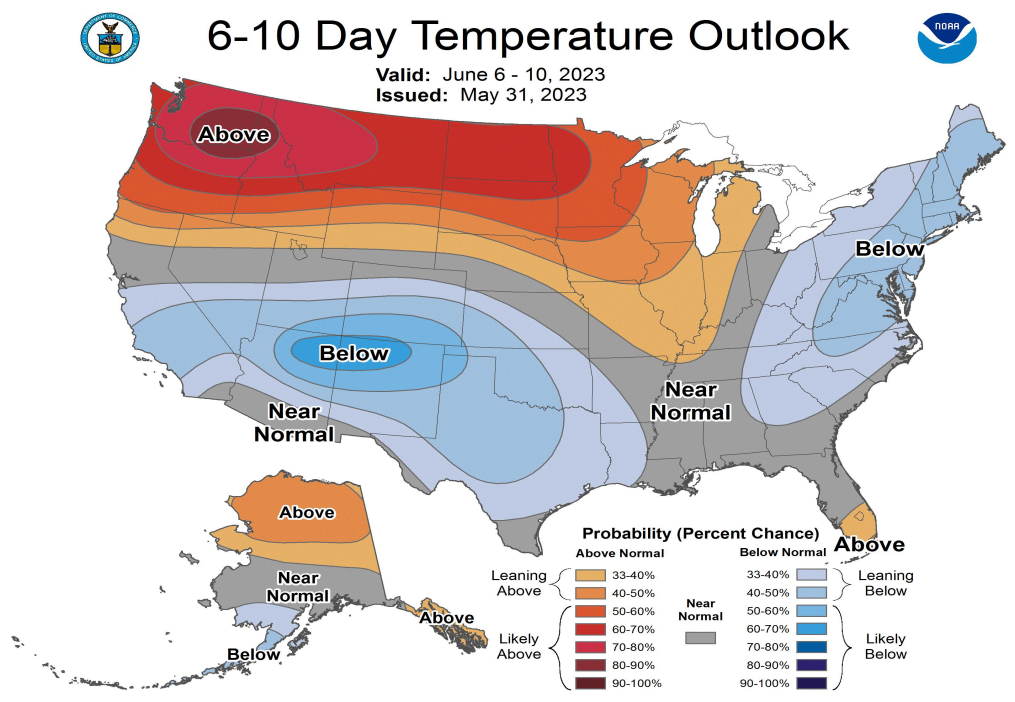 6-10 Day Temperature Outlook
NOAA
Valid: June 6 - 10, 2023
Issued: May 31, 2023
Above
Below
Below
Near
Normal
Near
Normal
Above
Near
Normal
Above
Below
Above
Probability (Percent Chance)
Above Normal
Below Normal
Leaning
Above
33-40%
40-50%
Likely
Above
50-60%
60-70%
70-80%
80-90%
90-100%
Near
Normal
33-40%
40-50%
Leaning
Below
50-60%
60-70%
70-80%
80-90%
90-100%
Likely
Below